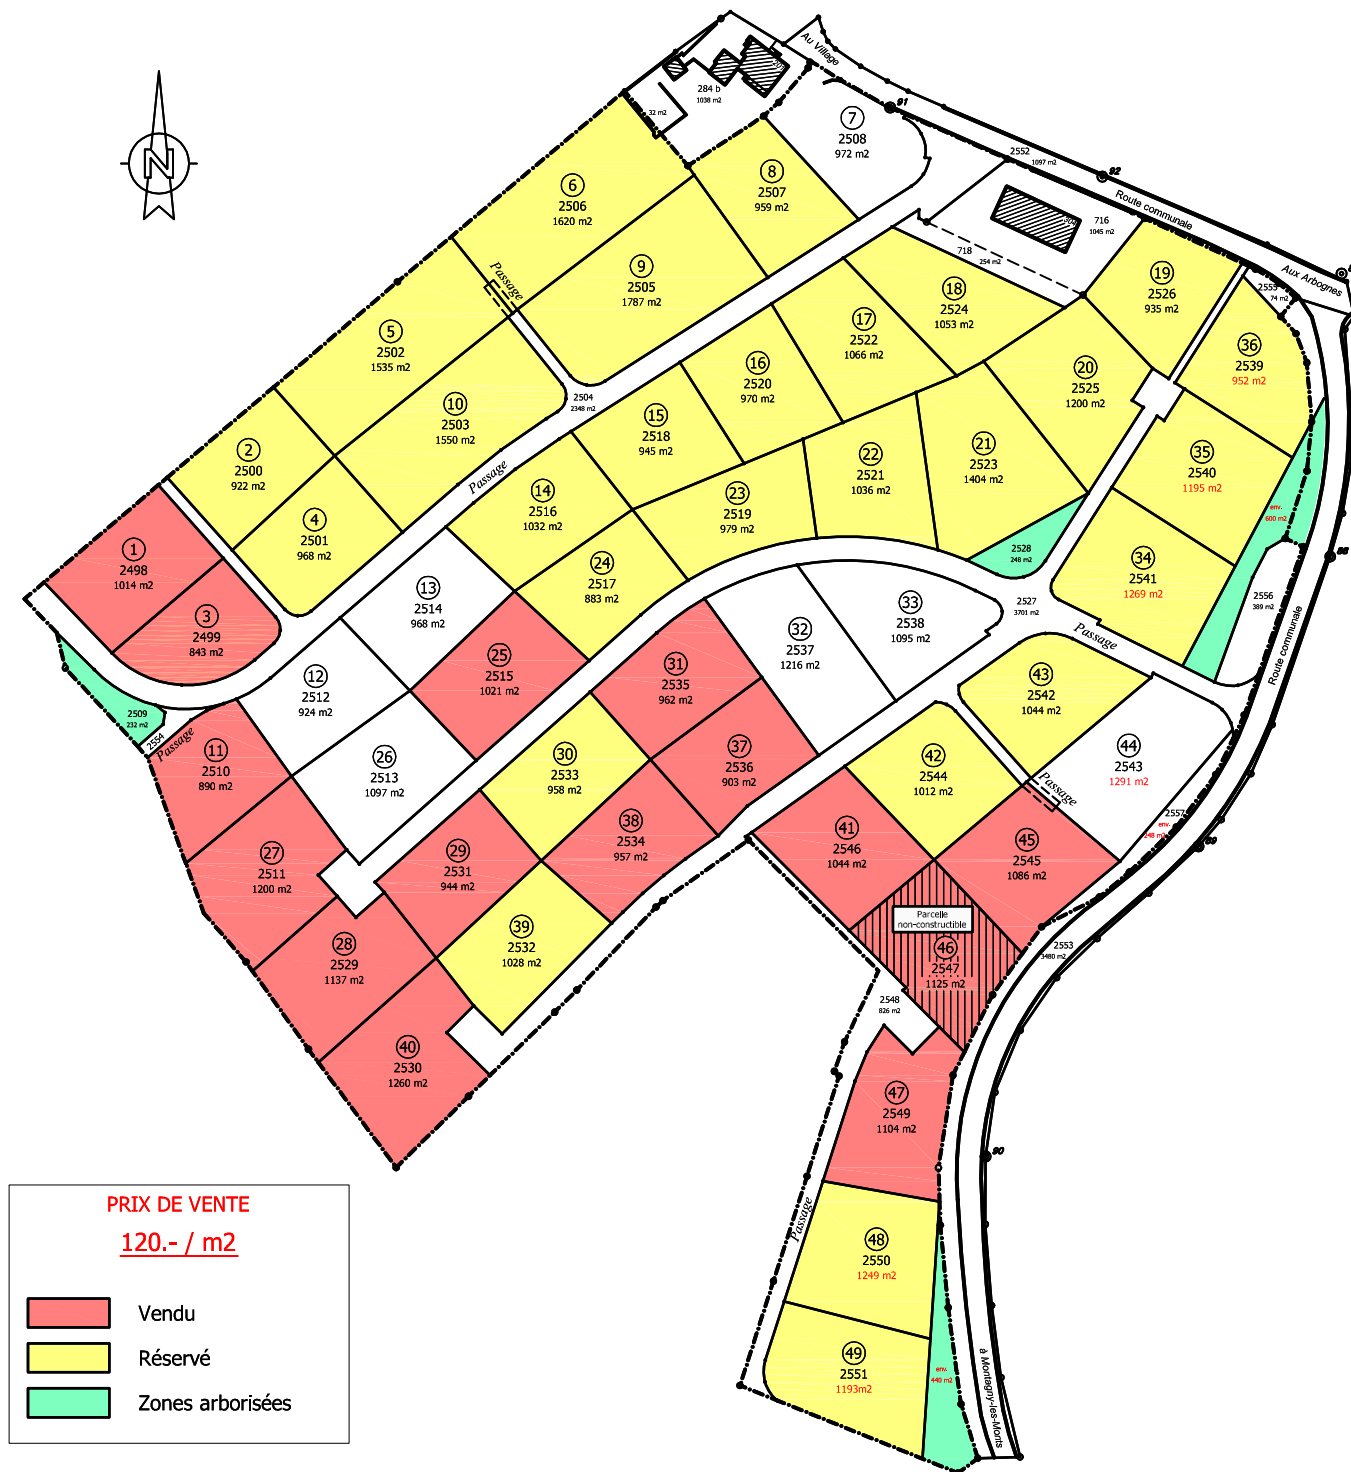 Au Village
91
284 b
1038 m2
32 m2
7
2508
972 m2
2552
1097 m2
92
Route communale
Aux Arbognes
N
6
2506
1620 m2
8
2507
959 m2
716
1045 m2
718
254 m2
9
2505
1787 m2
Passage
19
2526
935 m2
2555
74 m2
18
2524
1053 m2
17
2522
1066 m2
5
2502
1535 m2
36
2539
952 m2
16
2520
970 m2
20
2525
1200 m2
10
2503
1550 m2
2504
2348 m2
15
2518
945 m2
2
2500
922 m2
Passage
22
2521
1036 m2
21
2523
1404 m2
35
2540
1195 m2
14
2516
1032 m2
23
2519
979 m2
4
2501
968 m2
env.
600 m2
1
2498
1014 m2
24
2517
883 m2
2528
248 m2
34
2541
1269 m2
13
2514
968 m2
33
2538
1095 m2
2527
3701 m2
2556
389 m2
3
2499
843 m2
32
2537
1216 m2
Passage
Route communale
25
2515
1021 m2
31
2535
962 m2
12
2512
924 m2
43
2542
1044 m2
2509
232 m2
2554
Passage
11
2510
890 m2
26
2513
1097 m2
30
2533
958 m2
37
2536
903 m2
42
2544
1012 m2
44
2543
1291 m2
Passage
2557
env.
248 m2
38
2534
957 m2
41
2546
1044 m2
45
2545
1086 m2
27
2511
1200 m2
29
2531
944 m2
89
88
39
2532
1028 m2
Parcelle
non-constructible
46
2547
1125 m2
28
2529
1137 m2
2553
3480 m2
2548
826 m2
40
2530
1260 m2
47
2549
1104 m2
90
Passage
48
2550
1249 m2
49
2551
1193m2
env.
440 m2
à Montagny-les-Monts
PRIX DE VENTE
120.- / m2
Vendu
Réservé
Zones arborisées